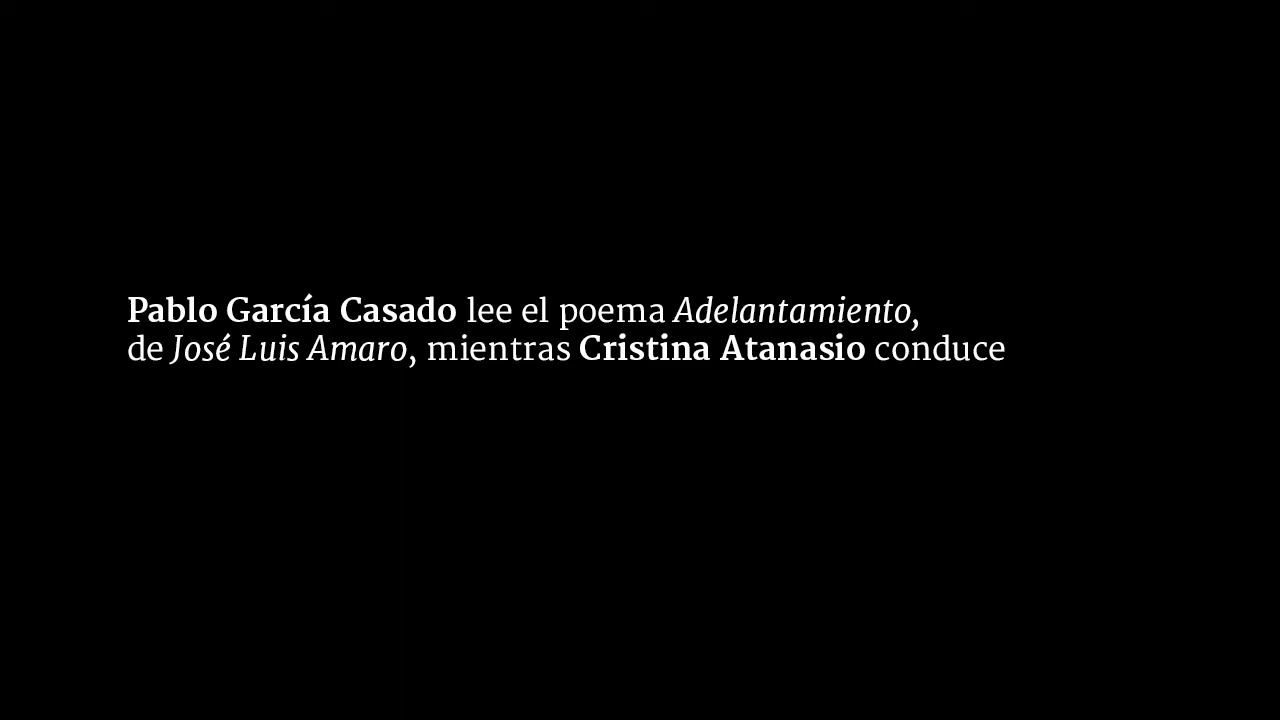 Pablo García Casado lee el poema Adelantamiento,
de José Luis Amaro, mientras Cristina Atanasio conduce